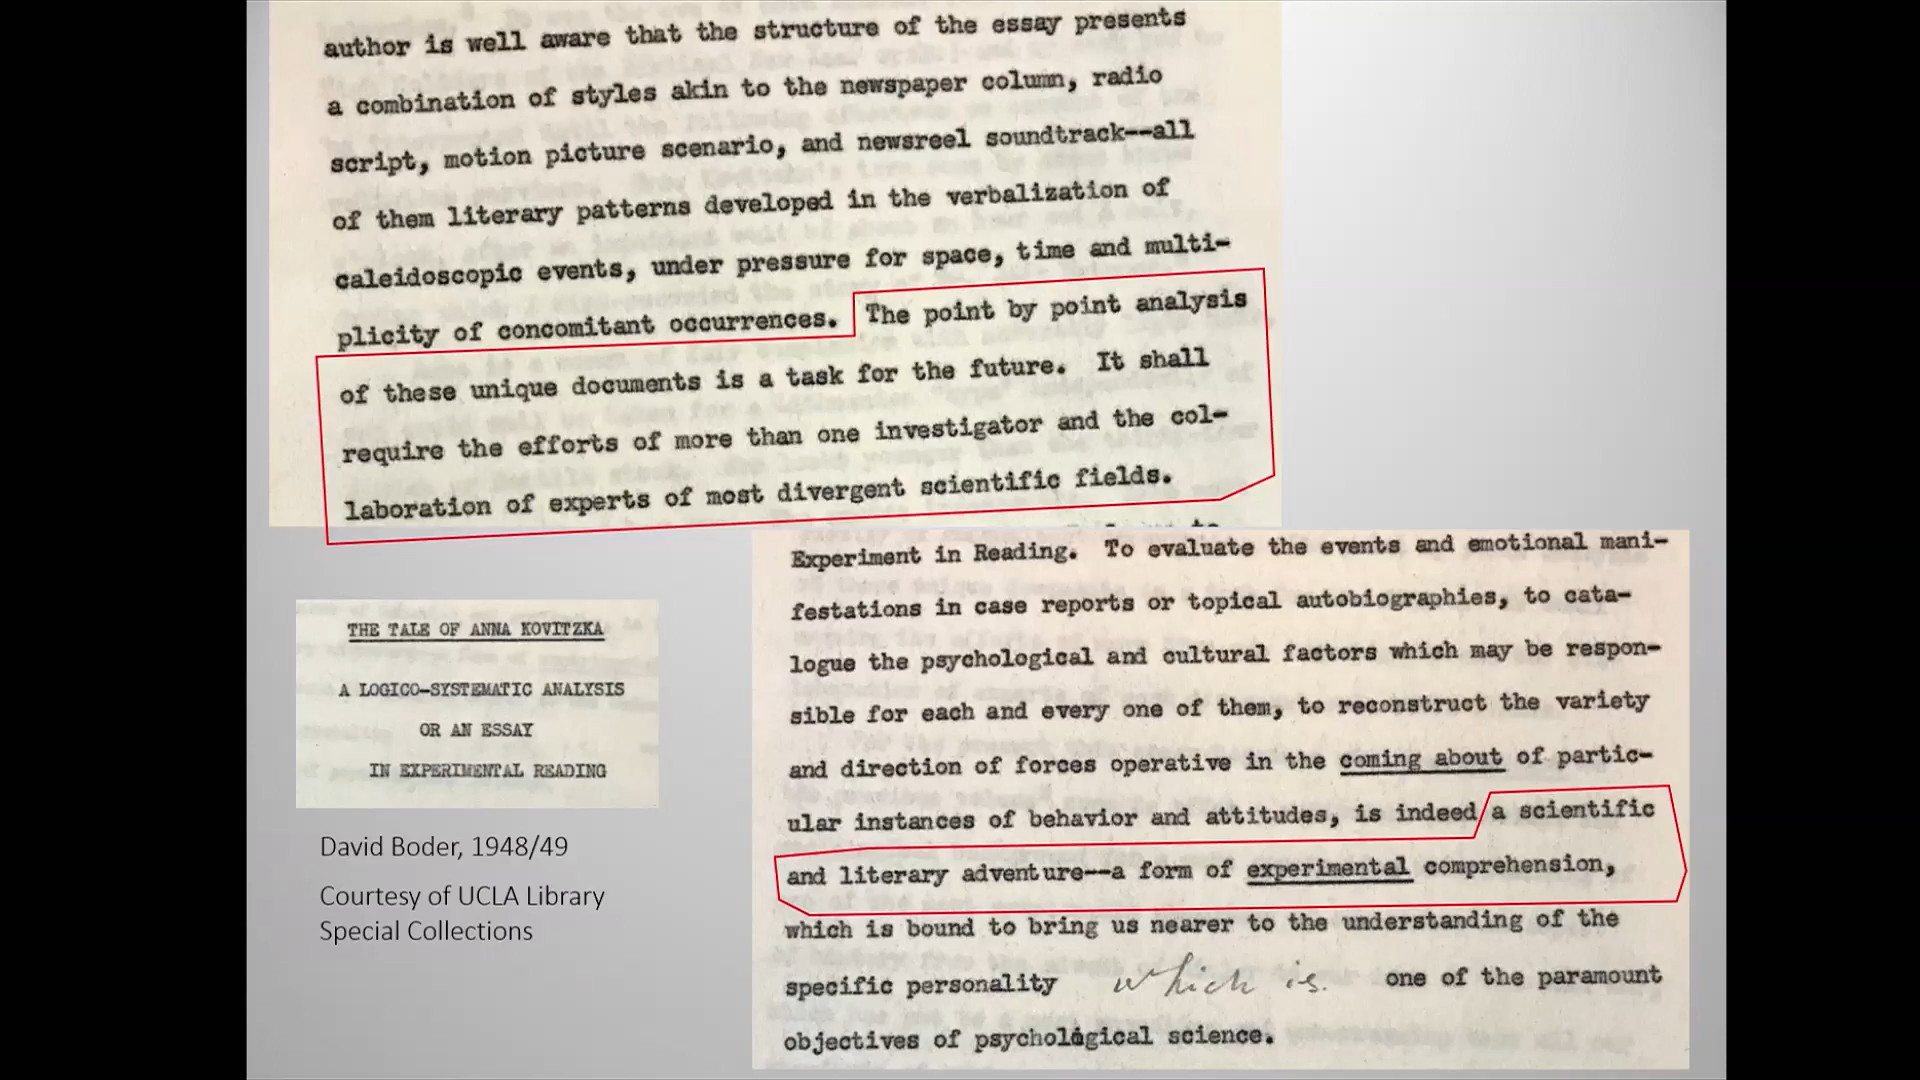 author is well aware that the structure of the essay presents
a combination of styles akin to the newspaper column, radio
script, motion picture scenario, and newsreel soundtrack--all
of them literary patterns developed in the verbalization of
caleidoscopic events, under pressure for space, time and multi-
plicity of concomitant occurrences. The point by point analysis
of these unique documents is a task for the future. It shall
require the efforts of more than one investigator and the col-
laboration of experts of most divergent scientific fields.
THE TALE OF ANNA KOVITZKA
A LOGICO-SYSTEMATIC ANALYSIS
OR AN ESSAY
IN EXPERIMENTAL READING
David Boder, 1948/49
Courtesy of UCLA Library
Special Collections
Experiment in Reading. To evaluate the events and emotional mani-
festations in case reports or topical autobiographies, to cata-
logue the psychological and cultural factors which may be respon-
sible for each and every one of them, to reconstruct the variety
and direction of forces operative in the coming about of partic-
ular instances of behavior and attitudes, is indeed a scientific
and literary adventure--a form of experimental comprehension,
which is bound to bring us nearer to the understanding of the
specific personality which is. one of the paramount
objectives of psychological science.